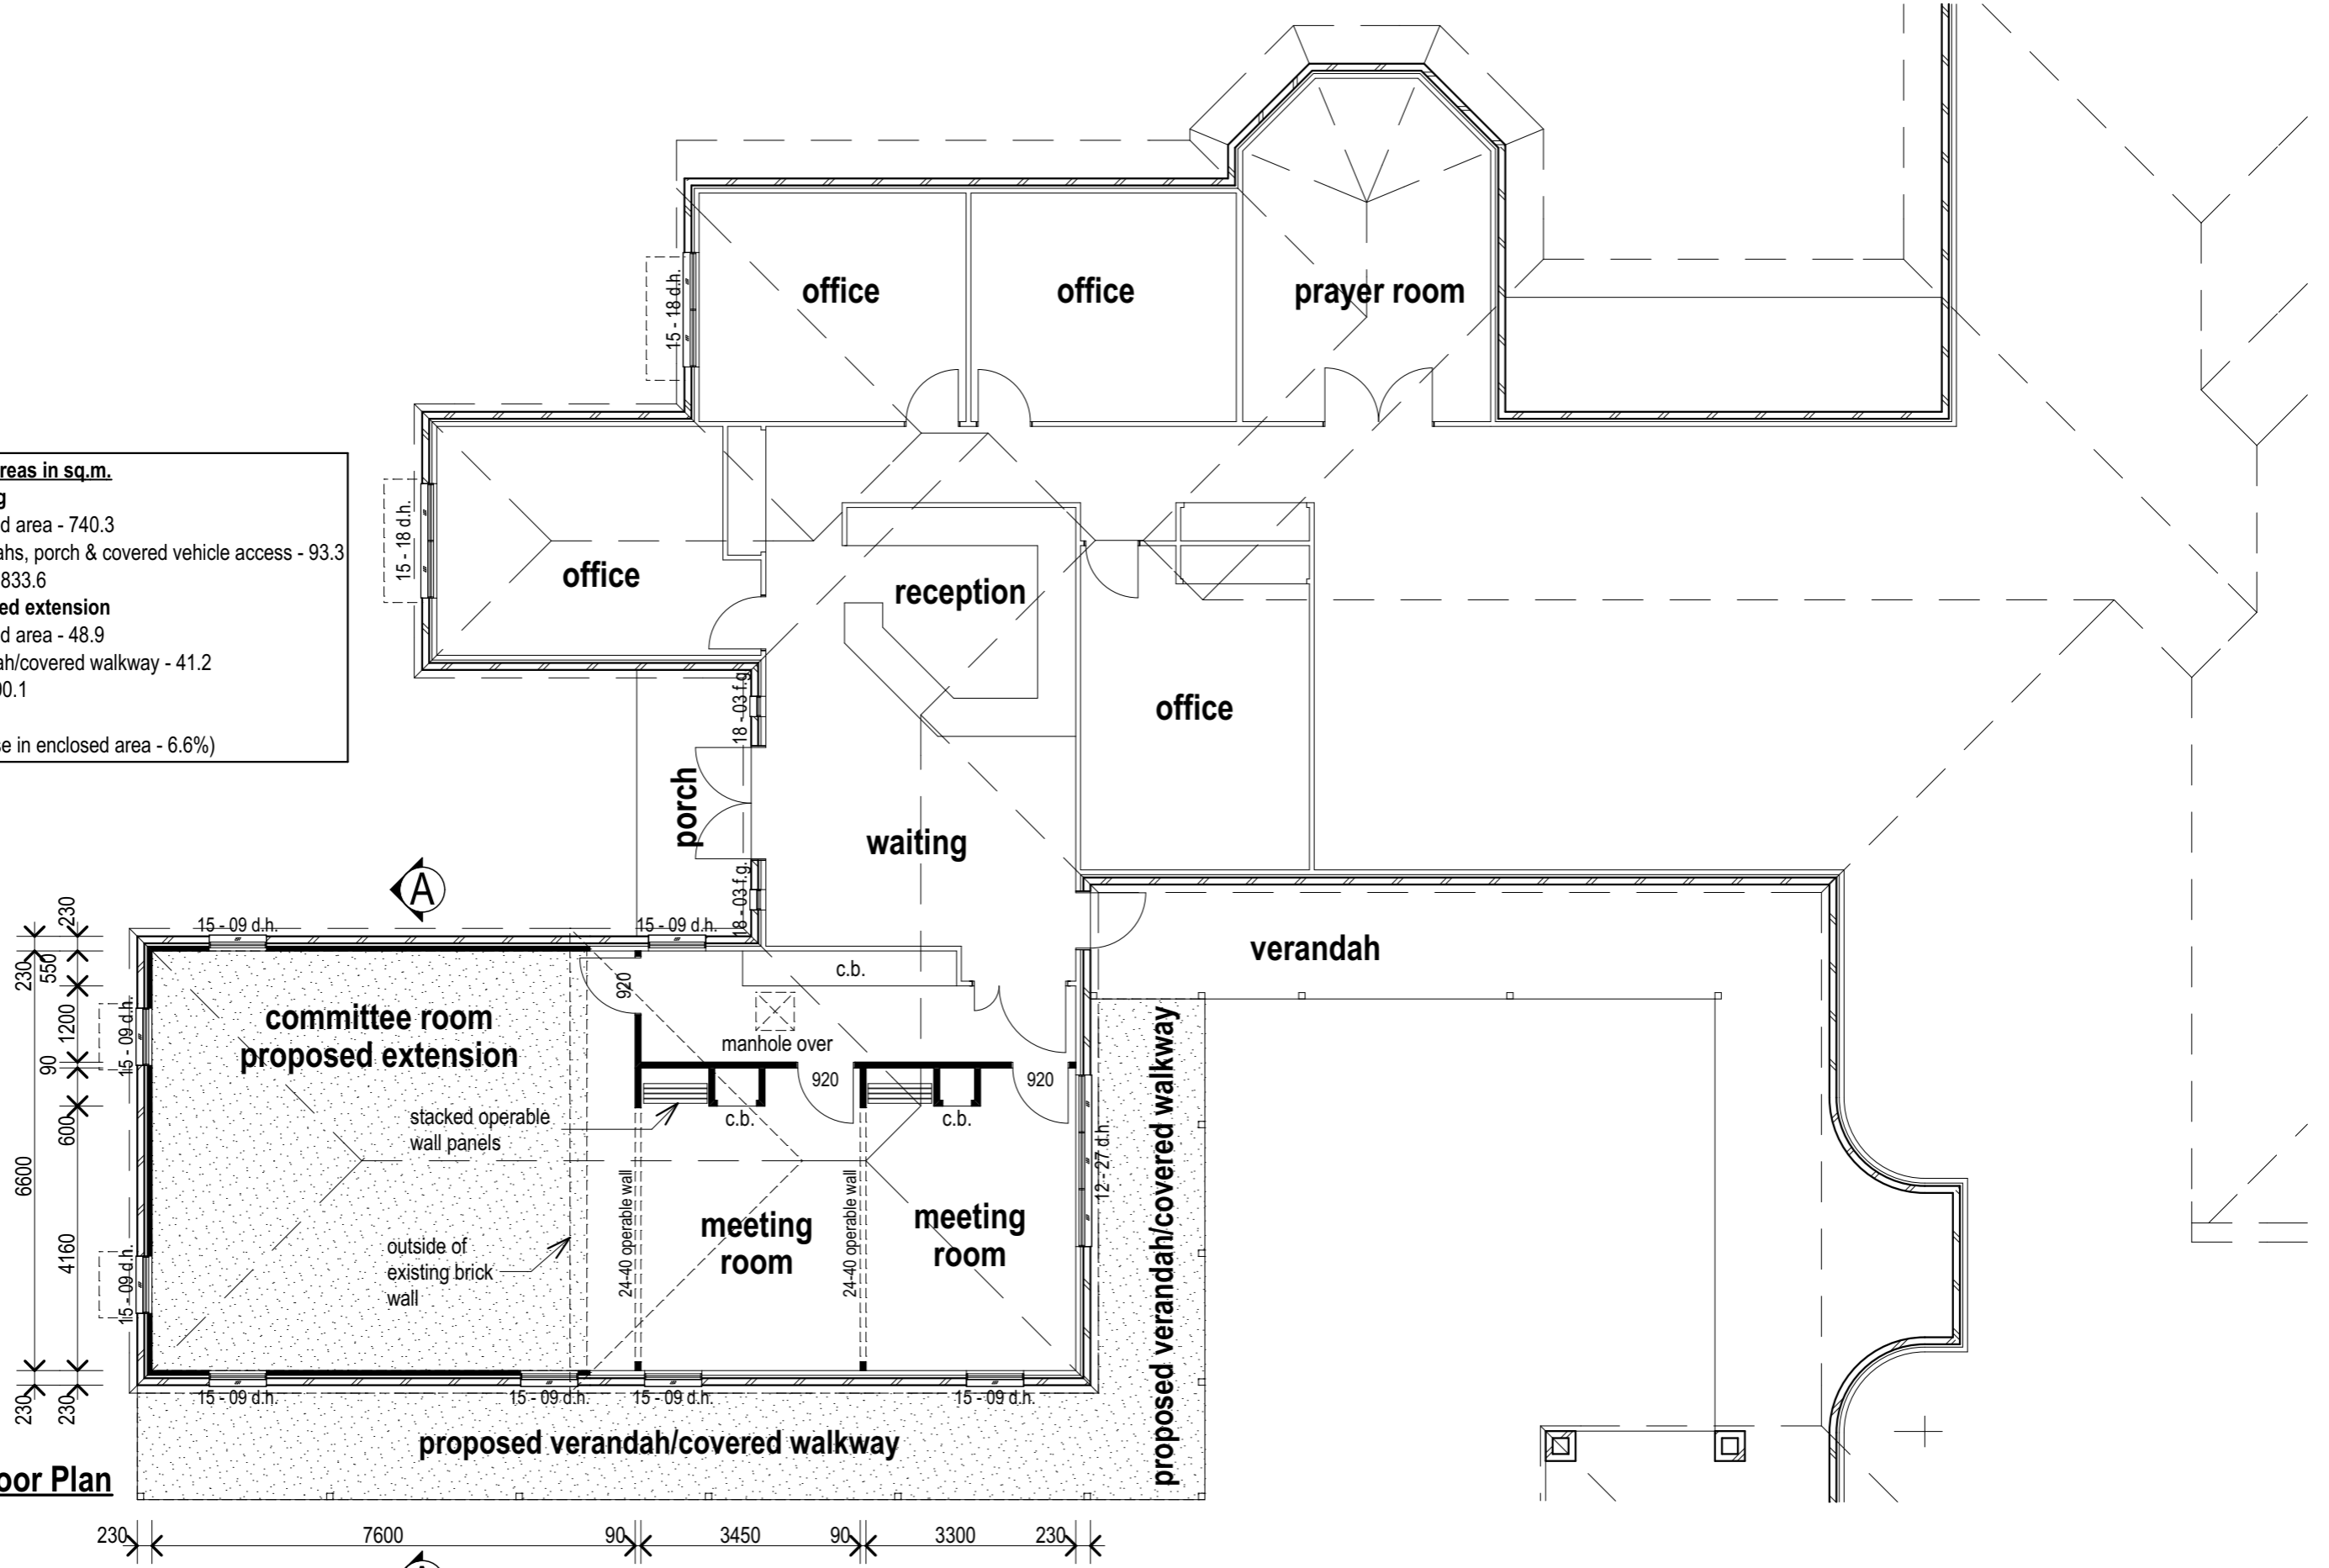 office
office
prayer room
15 - 18 d.h.
reas in sq.m.
g
d area - 740.3
ahs, porch & covered vehicle access - 93.3
833.6
ed extension
d area - 48.9
ah/covered walkway - 41.2
90.1
se in enclosed area - 6.6%)
15 - 18 d.h.
office
reception
office
18 - 03 f.g.
porch
waiting
18 - 03 f.g.
A
verandah
15 - 09 d.h.
15 - 09 d.h.
c.b.
920
committee room
proposed extension
manhole over
920
920
c.b.
c.b.
stacked operable
wall panels
15 - 09 d.h.
15 - 09 d.h.
outside of
existing brick
wall
24-40 operable wall
24-40 operable wall
meeting
room
meeting
room
12 - 27 d.h.
proposed verandah/covered walkway
15 - 09 d.h.
15 - 09 d.h.
15 - 09 d.h.
15 - 09 d.h.
proposed verandah/covered walkway
230
230
550
1200
90
600
6600
4160
230
230
oor Plan
230
7600
90
3450
90
3300
230